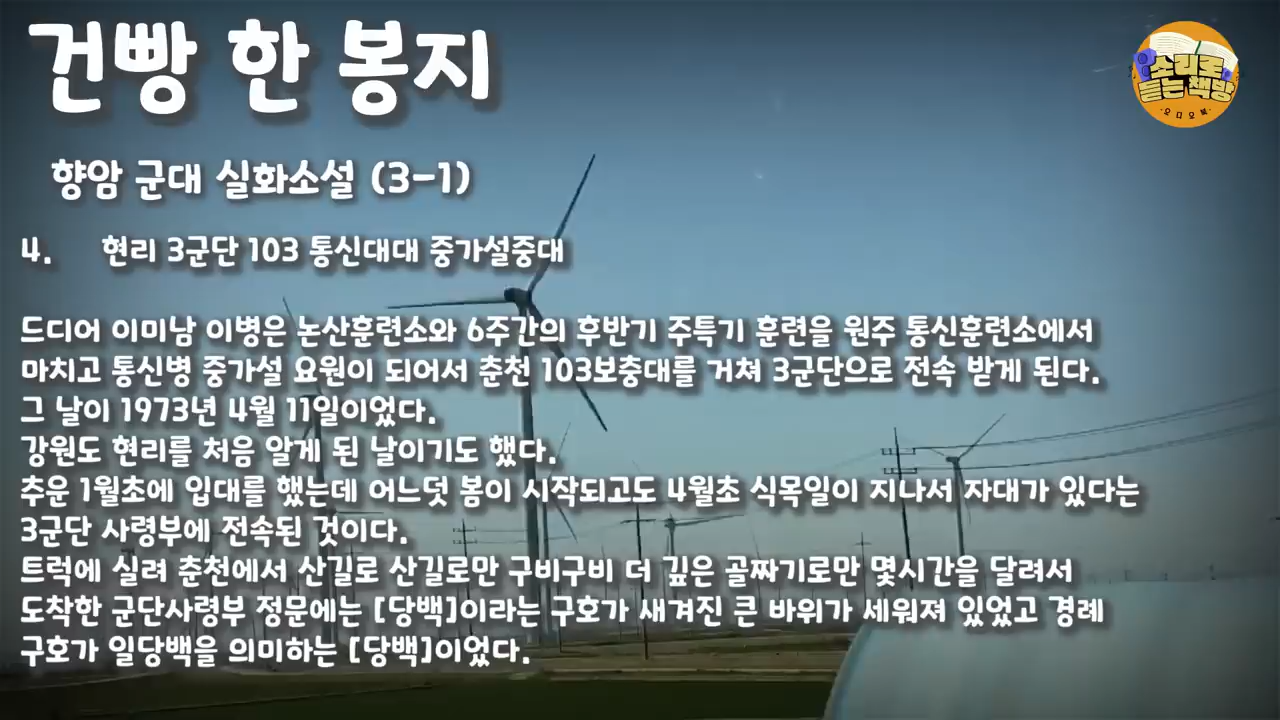 건빵 한 봉지
소리로
듣는 책방
·오디오북·
향암 군대 실화소설 (3-1)
4. 현리 3군단 103 통신대대 중가설중대
드디어 이미남 이병은 논산훈련소와 6주간의 후반기 주특기 훈련을 원주 통신훈련소에서
마치고 통신병 중가설 요원이 되어서 춘천 103보충대를 거쳐 3군단으로 전속 받게 된다.
그 날이 1973년 4월 11일이었다.
강원도 현리를 처음 알게 된 날이기도 했다.
추운 1월초에 입대를 했는데 어느덧 봄이 시작되고도 4월초 식목일이 지나서 자대가 있다는
3군단 사령부에 전속된 것이다.
트럭에 실려 춘천에서 산길로 산길로만 구비구비 더 깊은 골짜기로만 몇시간을 달려서
도착한 군단사령부 정문에는 [당백]이라는 구호가 새겨진 큰 바위가 세워져 있었고 경례
구호가 일당백을 의미하는 [당백]이었다.